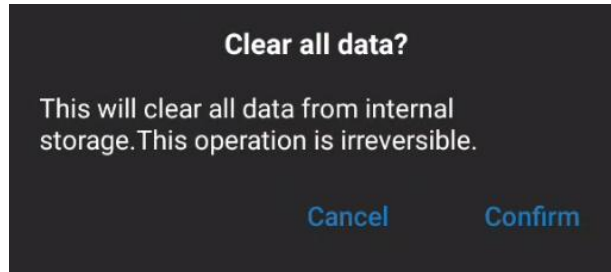 Clear all data?
This will clear all data from internal
storage.This operation is irreversible.
Cancel Confirm